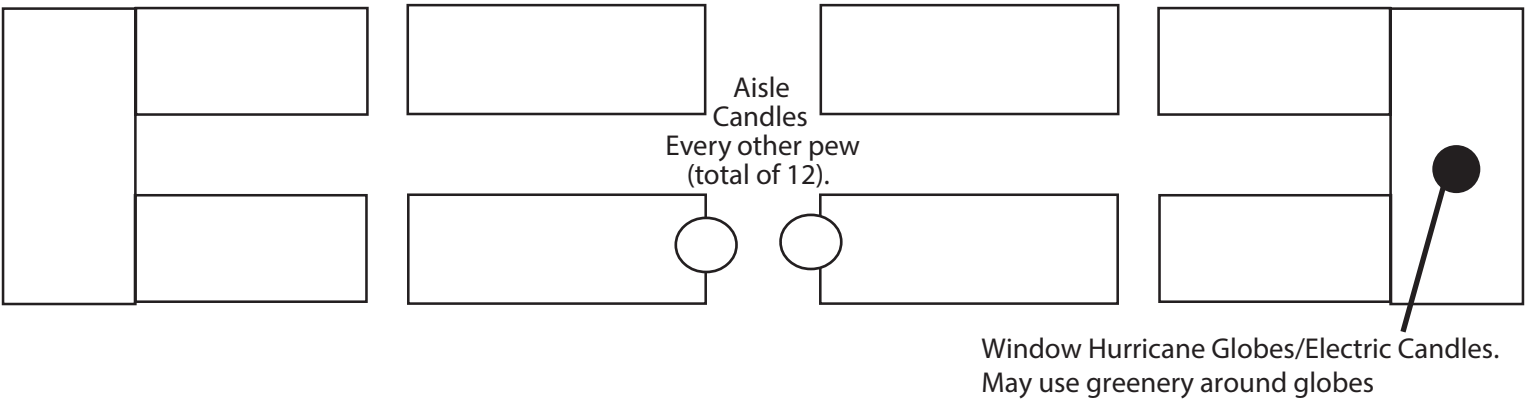 Aisle
Candles
Every other pew
(total of 12).
Window Hurricane Globes/Electric Candles.
May use greenery around globes